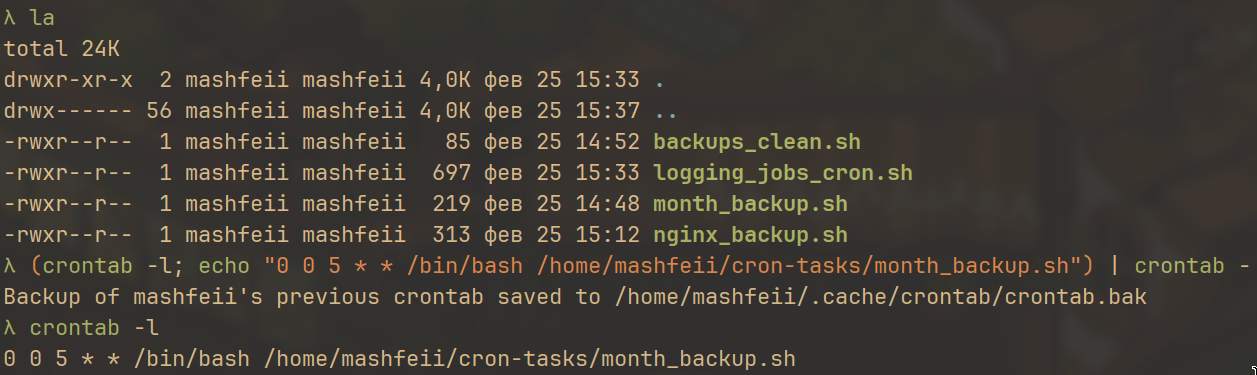 λ la
total 24K
drwxr-xr-x  2 mashfeii mashfeii 4,0K фев 25 15:33 .
drwx------ 56 mashfeii mashfeii 4,0K фев 25 15:37 ..
-rwxr--r--  1 mashfeii mashfeii   85 фев 25 14:52 backups_clean.sh
-rwxr--r--  1 mashfeii mashfeii  697 фев 25 15:33 logging_jobs_cron.sh
-rwxr--r--  1 mashfeii mashfeii  219 фев 25 14:48 month_backup.sh
-rwxr--r--  1 mashfeii mashfeii  313 фев 25 15:12 nginx_backup.sh
λ (crontab -l; echo "0 0 5 * * /bin/bash /home/mashfeii/cron-tasks/month_backup.sh") | crontab -
Backup of mashfeii's previous crontab saved to /home/mashfeii/.cache/crontab/crontab.bak
λ crontab -l
0 0 5 * * /bin/bash /home/mashfeii/cron-tasks/month_backup.sh